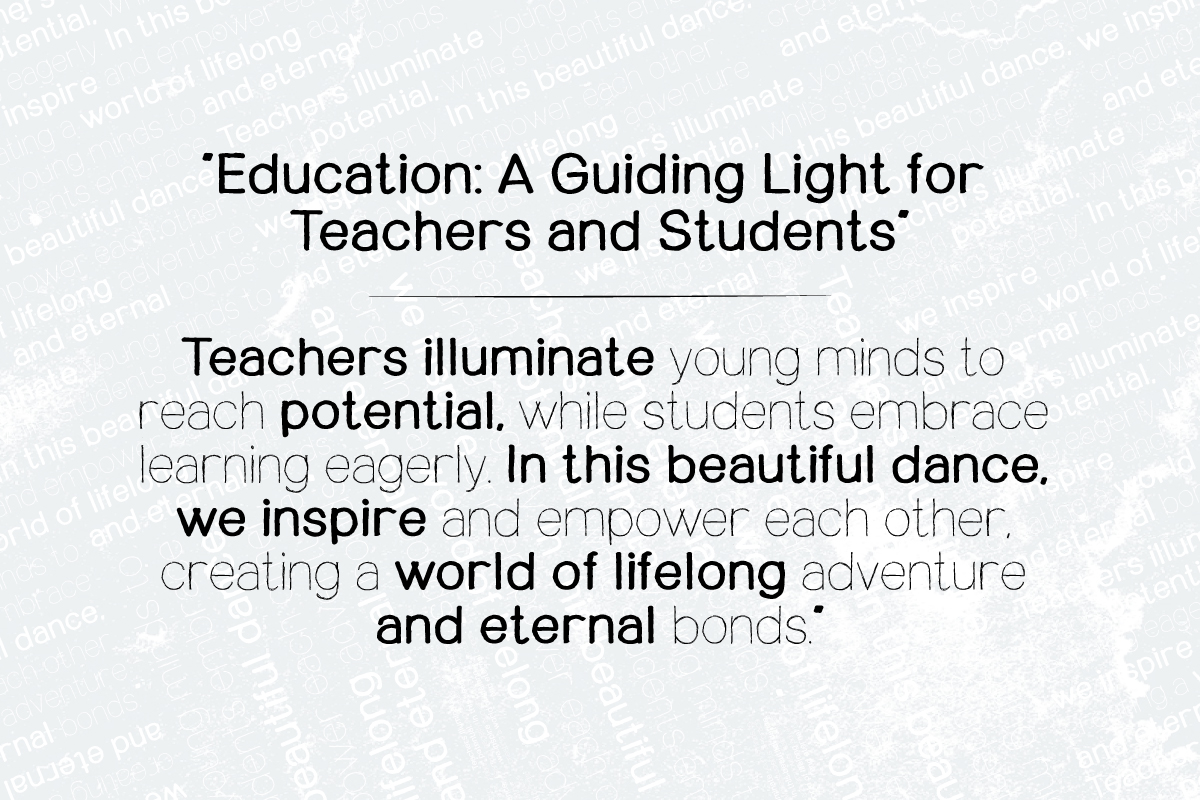 "Education: A Guiding Light for
Teachers and Students"
Teachers illuminate young minds to
reach potential, while students embrace
learning eagerly. In this beautiful dance,
we inspire and empower each other,
creating a world of lifelong adventure
and eternal bonds."